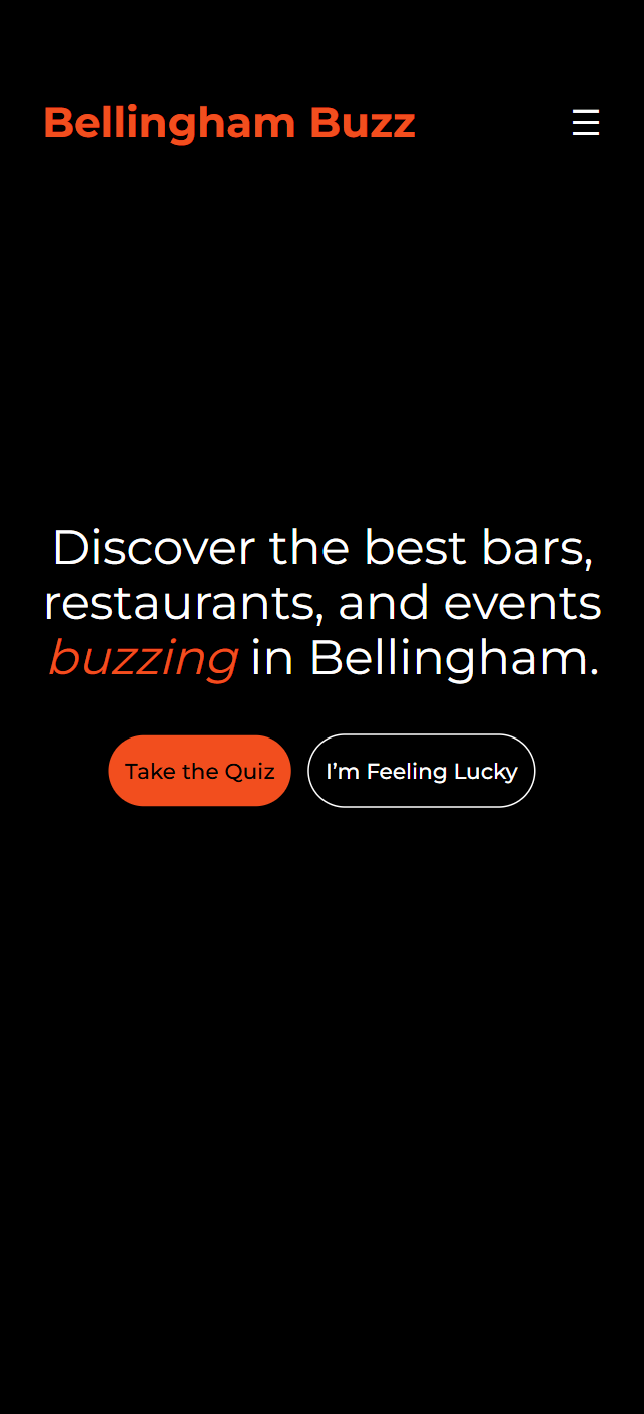 Bellingham Buzz
Discover the best bars,
restaurants, and events
buzzing in Bellingham.
Take the Quiz
I’m Feeling Lucky